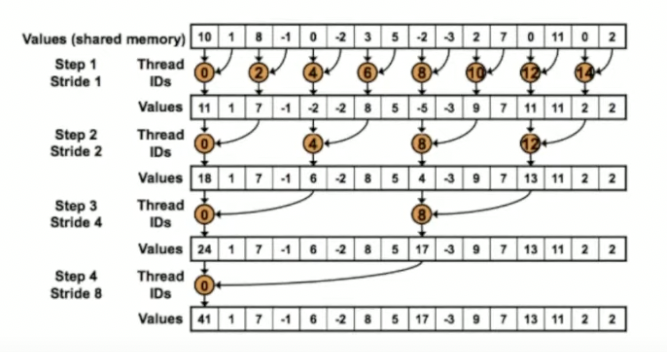 Values (shared memory) 10 1 8 -1 0 -2 3 5 -2 -3 2 7 0 11 0 2
Step 1 Thread 0 2 4 6 8 10 12 14
Stride 1 IDs
Values 11 1 7 -1 -2 -2 8 5 -5 -3 9 7 11 11 2 2
Step 2 Thread 0 4 8 12
Stride 2 IDs
Values 18 1 7 -1 6 -2 8 5 4 -3 9 7 13 11 2 2
Step 3 Thread 0 8
Stride 4 IDs
Values 24 1 7 -1 6 -2 8 5 17 -3 9 7 13 11 2 2
Step 4 Thread 0
Stride 8 IDs
Values 41 1 7 -1 6 -2 8 5 17 -3 9 7 13 11 2 2